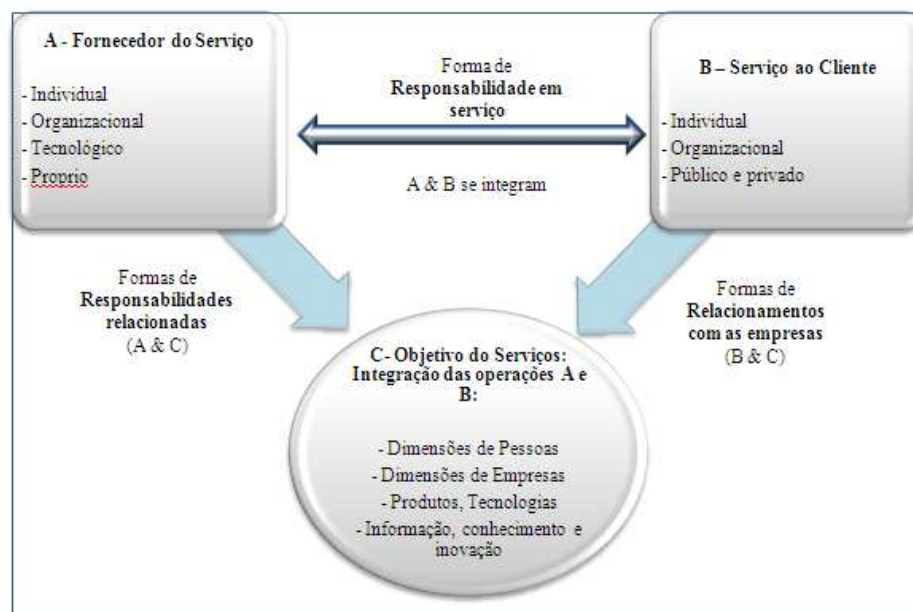 A - Fornecedor do Serviço
- Individual
- Organizacional
- Tecnológico
- Proprio
Forma de
Responsabilidade em
serviço
A & B se integram
B – Serviço ao Cliente
- Individual
- Organizacional
- Público e privado
Formas de
Responsabilidades
relacionadas
(A & C)
Formas de
Relacionamentos
com as empresas
(B & C)
C- Objetivo do Serviços:
Integração das operações A e
B:
- Dimensões de Pessoas
- Dimensões de Empresas
- Produtos, Tecnologias
- Informação, conhecimento e
inovação